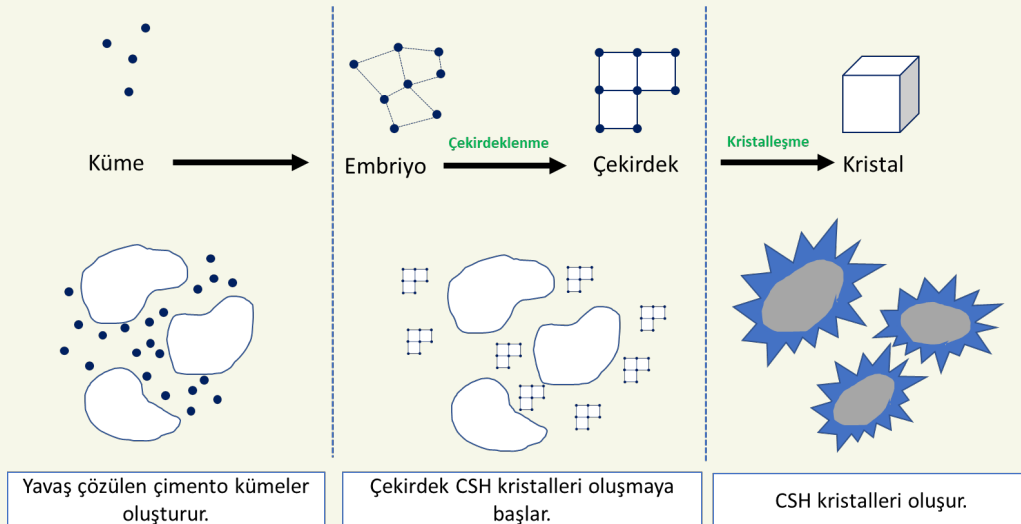 Küme
Embriyo
Çekirdeklenme
Çekirdek
Kristalleşme
Kristal
Yavaş çözülen çimento kümeler
oluşturur.
Çekirdek CSH kristalleri oluşmaya
başlar.
CSH kristalleri oluşur.